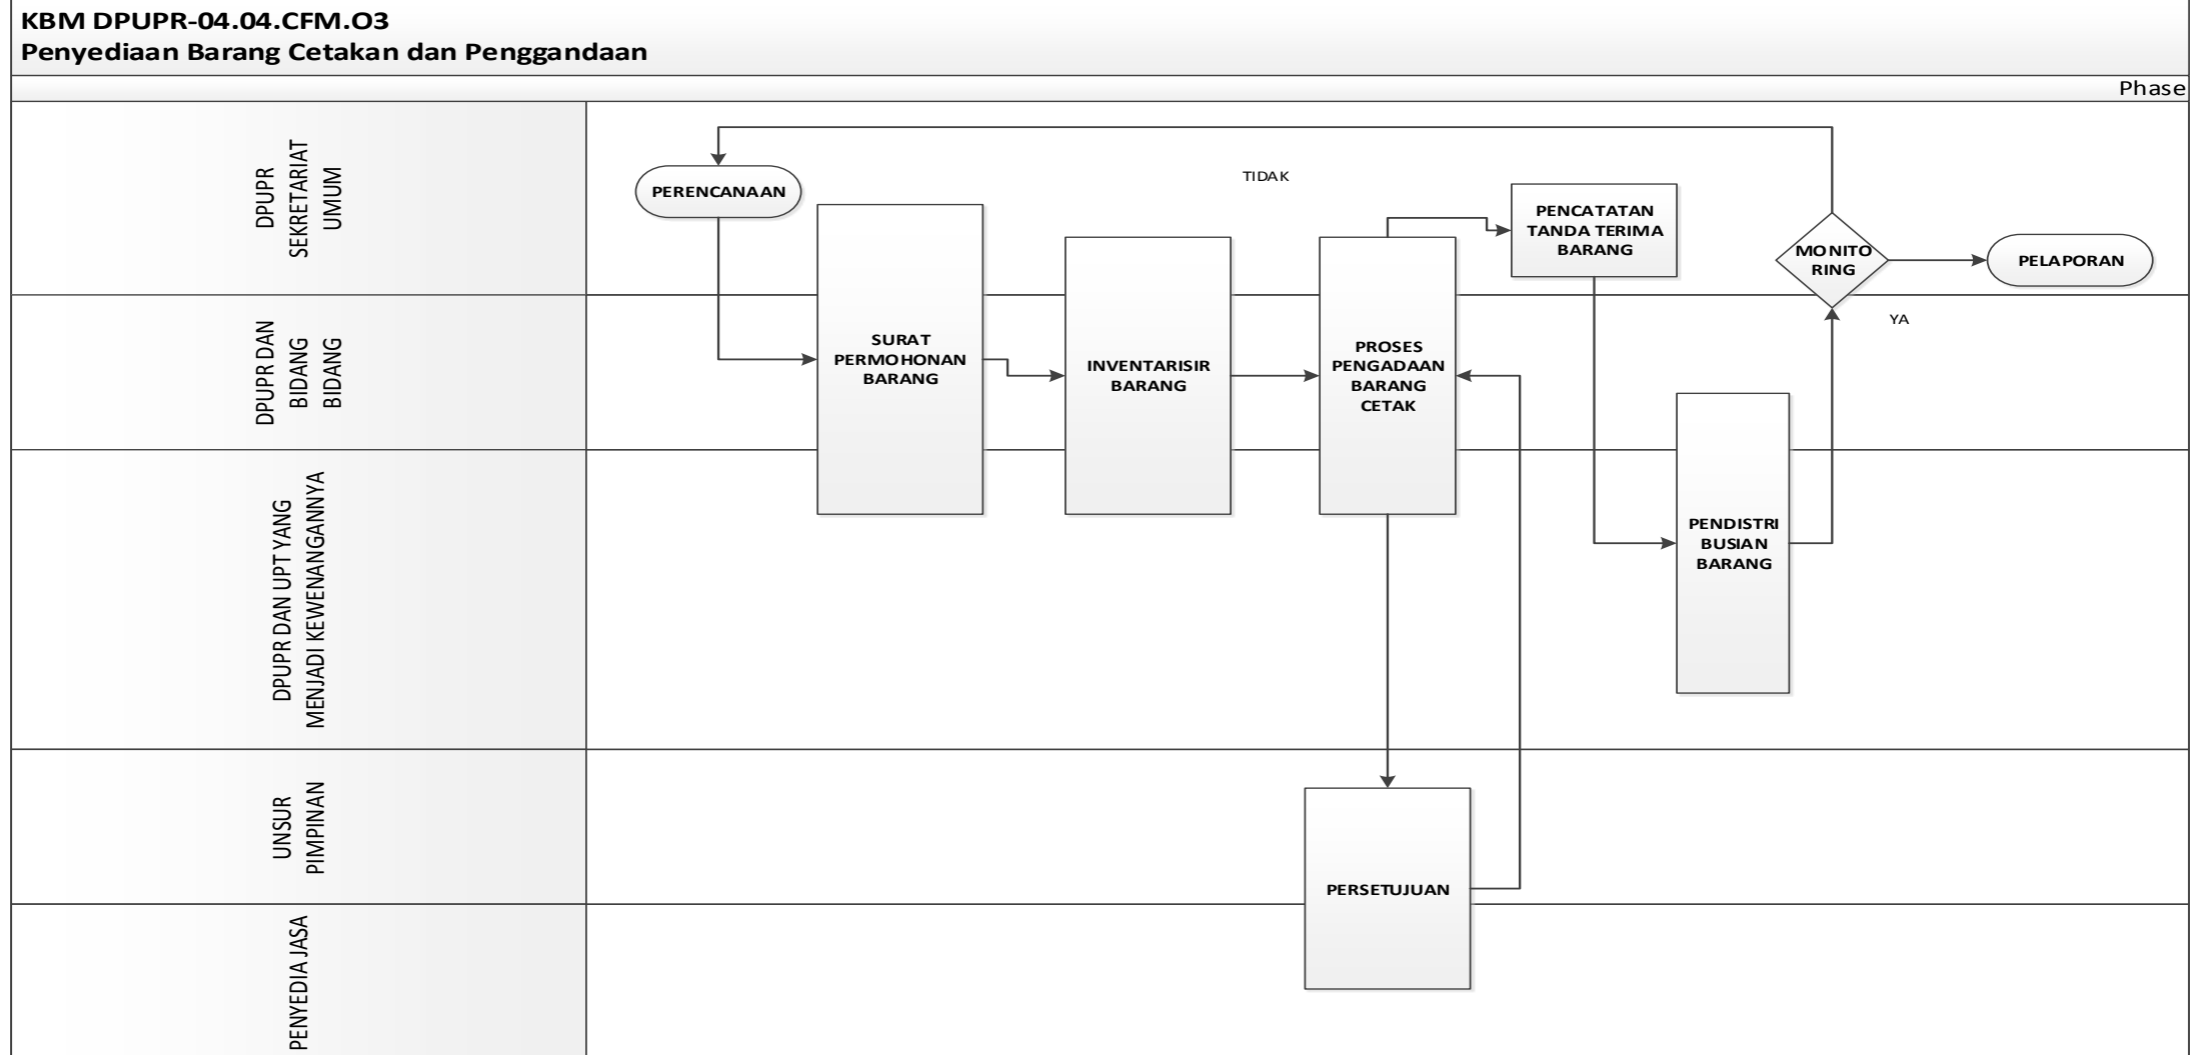 KBM DPUPR-04.04.CFM.O3
Penyediaan Barang Cetakan dan Penggandaan
Phase
DPUPR
SEKRETARIAT
UMUM
PERENCANAAN
TIDAK
PENCATATAN
TANDA TERIMA
BARANG
MONITO
RING
PELAPORAN
DPUPR DAN
BIDANG
BIDANG
SURAT
PERMOHONAN
BARANG
INVENTARISIR
BARANG
PROSES
PENGADAAN
BARANG
CETAK
YA
DPUPR DAN UPT YANG
MENJADI KEWENANGANNYA
PENDISTRI
BUSIAN
BARANG
UNSUR
PIMPINAN
PERSETUJUAN
PENYEDIA JASA